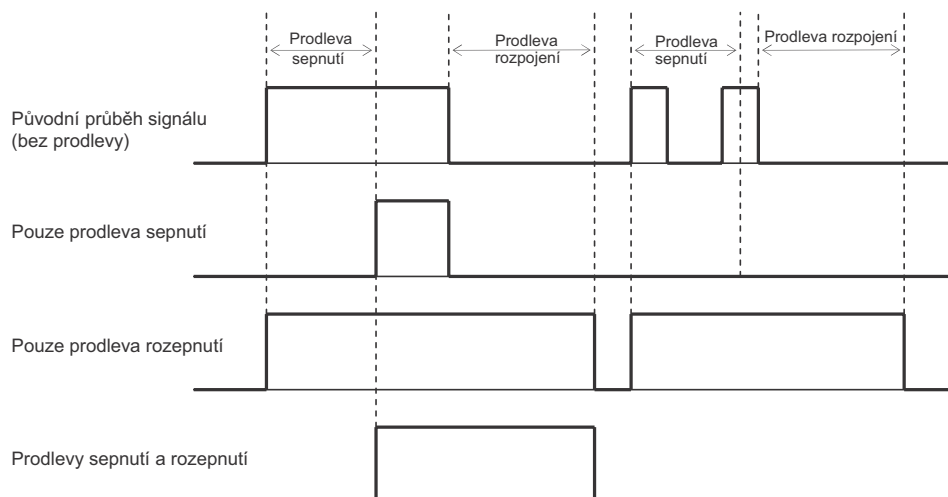 Prodleva
sepnutí
Prodleva
rozpojení
Prodleva
sepnutí
Prodleva rozpojení
Původní průběh signálu
(bez prodlevy)
Pouze prodleva sepnutí
Pouze prodleva rozepnutí
Prodlevy sepnutí a rozepnutí